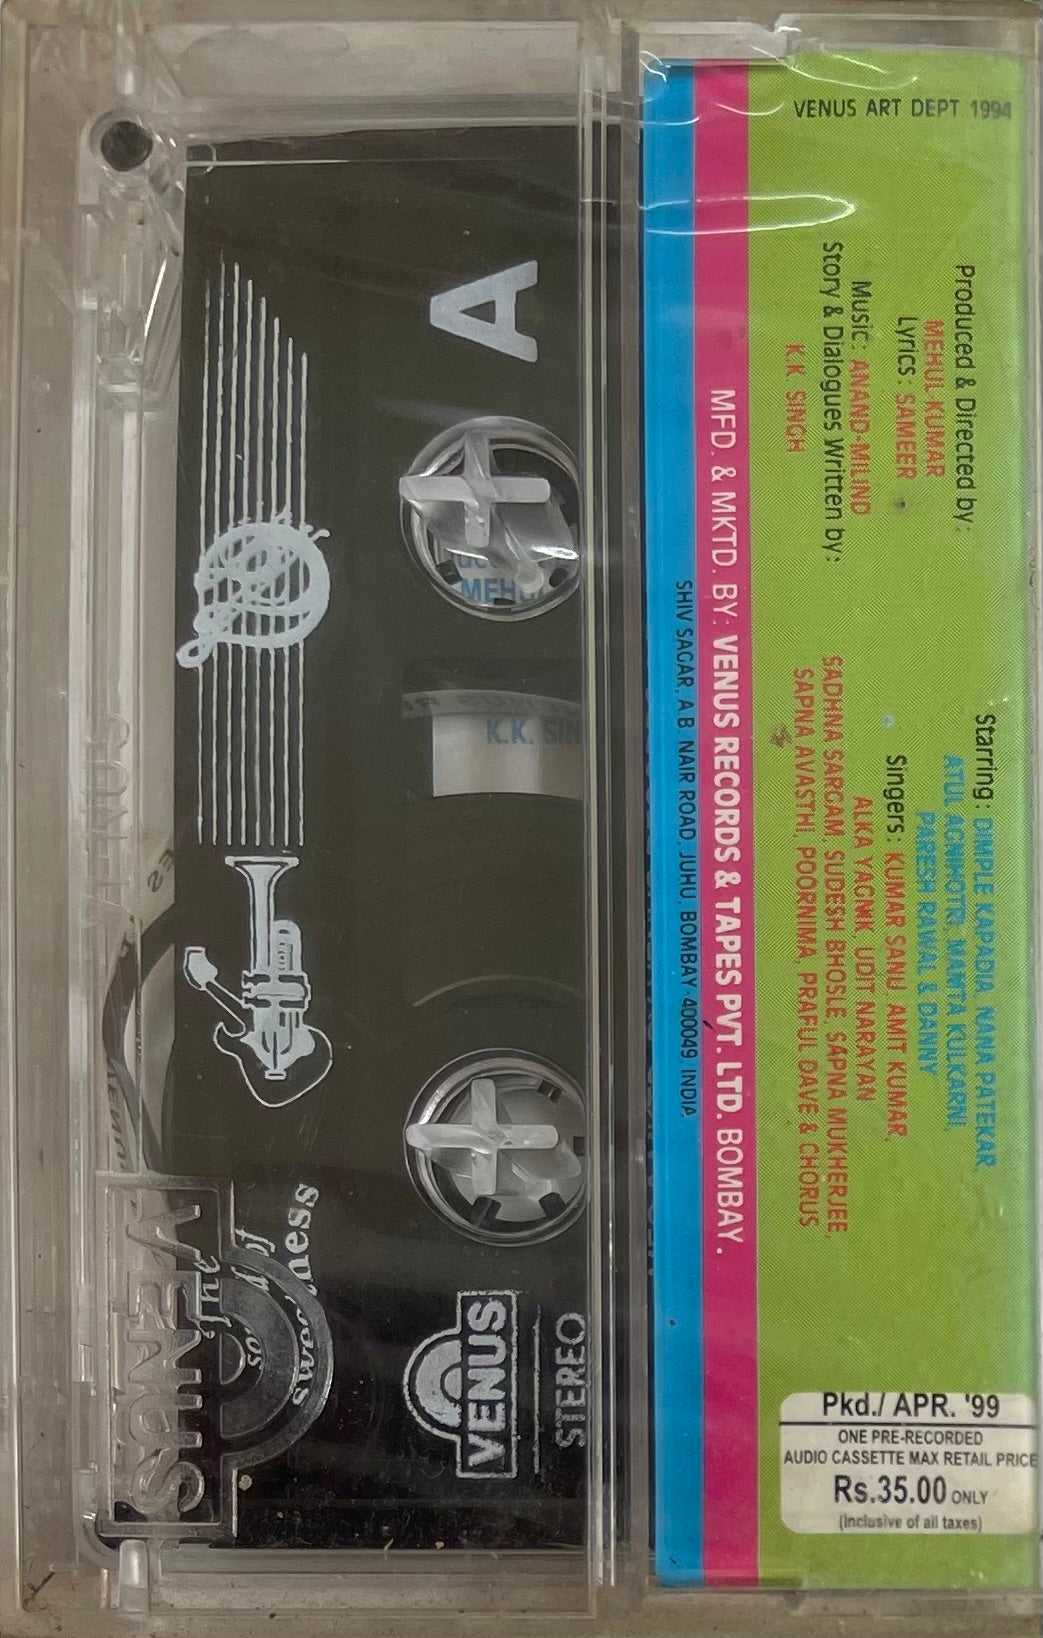 VENUS ART DEPT 1994
Produced & Directed by:
MEHUL KUMAR
Lyrics : SAMEER
Music : ANAND-MILIND
Story & Dialogues Written by:
K.K. SINGH
Starring : DIMPLE KAPADIA, NANA PATEKAR,
ATUL AGNIHOTRI, MAMTA KULKARNI,
PARESH RAWAL & DANNY
Singers : KUMAR SANU, AMIT KUMAR,
ALKA YAGNIK, UDIT NARAYAN
SADHNA SARGAM, SUDESH BHOSLE, SAPNA MUKHERJEE,
SAPNA AVASTHI, POORNIMA, PRAFUL DAVE & CHORUS
MFD. & MKTD. BY: VENUS RECORDS & TAPES PVT. LTD. BOMBAY.
SHIV SAGAR, A.B. NAIR ROAD, JUHU, BOMBAY-400049. INDIA
Pkd./ APR. '99
ONE PRE-RECORDED
AUDIO CASSETTE MAX RETAIL PRICE
Rs.35.00 ONLY
(Inclusive of all taxes)
A
K.K. SIN
VENUS
STEREO
VENUS